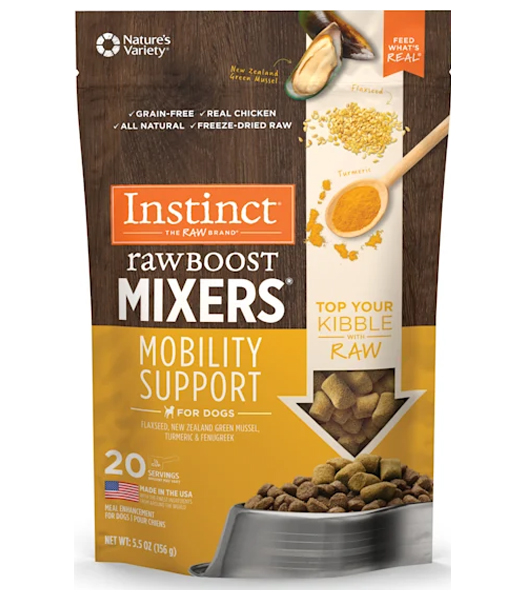 Nature's
Variety®
FEED
WHAT'S
REAL®
New Zealand
Green Mussel
Flaxseed
✓GRAIN-FREE ✓REAL CHICKEN
✓ALL NATURAL ✓FREEZE-DRIED RAW
Turmeric
Instinct®
THE RAW BRAND®
raw BOOST
MIXERS®
TOP YOUR
KIBBLE
WITH
RAW
MOBILITY
SUPPORT
FOR DOGS
FLAXSEED, NEW ZEALAND GREEN MUSSEL,
TURMERIC & FENUGREEK
20
SERVINGS
MADE IN THE USA
MEAL ENHANCEMENT
FOR DOGS | POUR CHIENS
NET WT: 5.5 OZ (156 g)